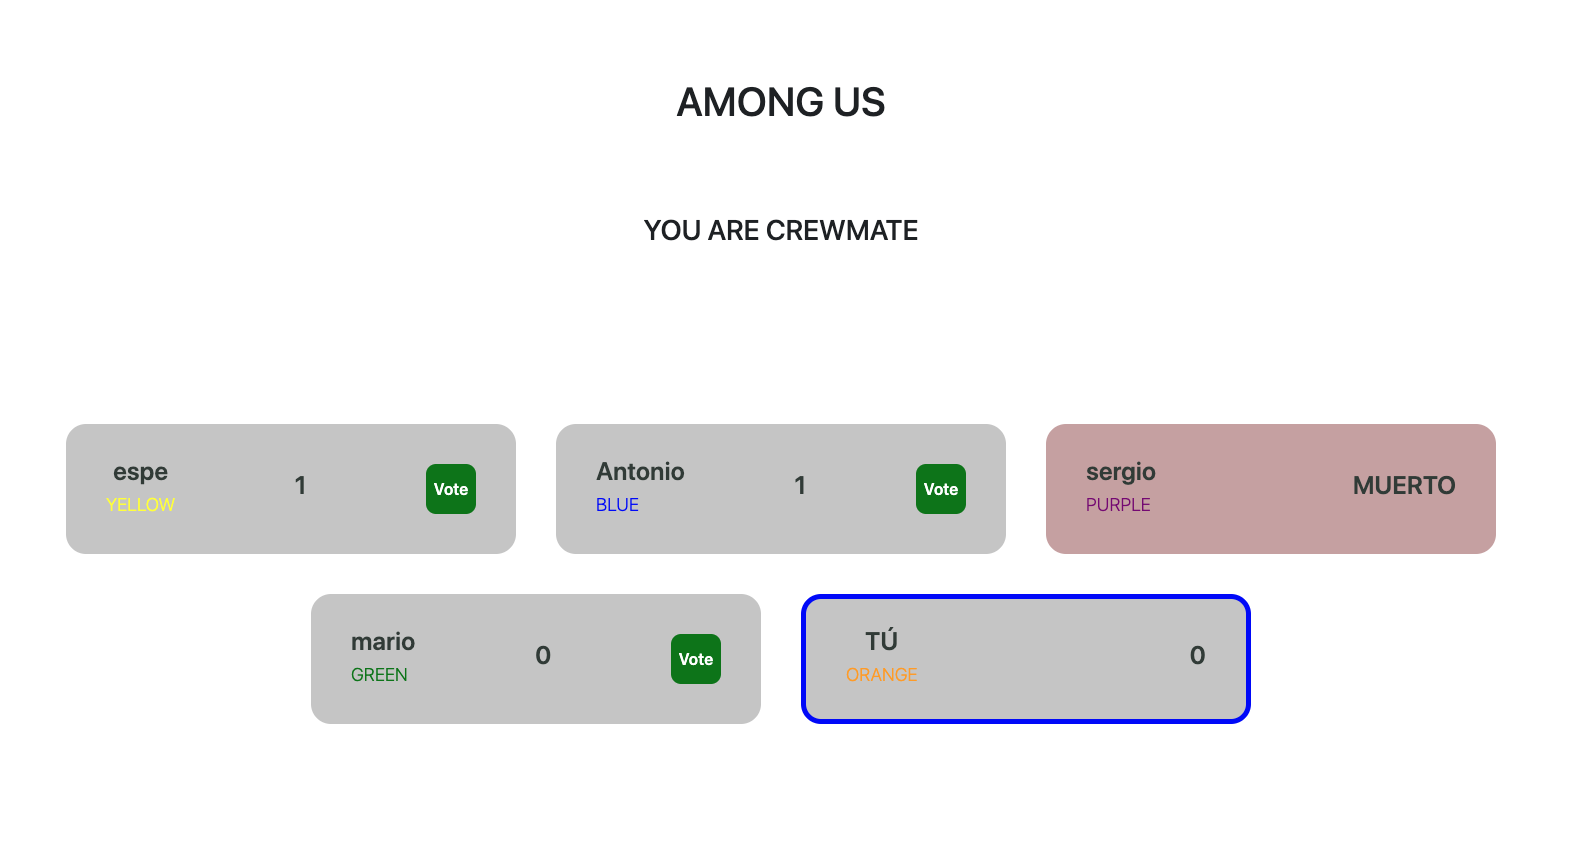 AMONG US
YOU ARE CREWMATE
espe
YELLOW
1
Vote
Antonio
BLUE
1
Vote
sergio
PURPLE
MUERTO
mario
GREEN
0
Vote
TÚ
ORANGE
0